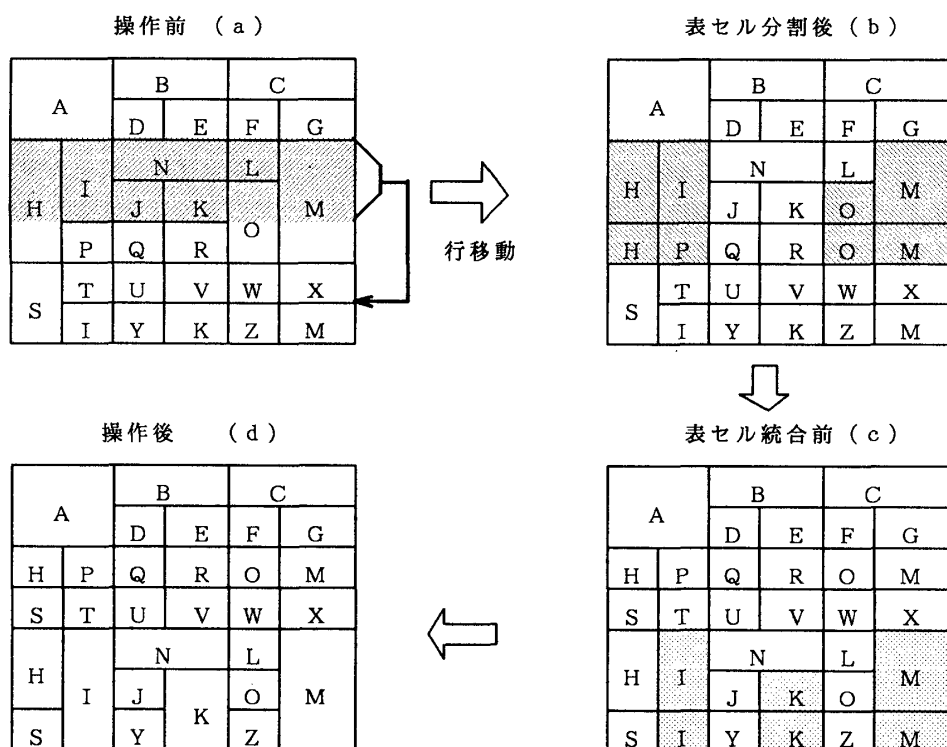 操作前 (a)
A B C
D E F G
H I N L M
J K O
P Q R
S T U V W X
I Y K Z M
行移動
表セル分割後 (b)
A B C
D E F G
H I N L M
J K O
H P Q R O M
S T U V W X
I Y K Z M
操作後 (d)
A B C
D E F G
H P Q R O M
S T U V W X
H I N L M
J K O
S Y Z
表セル統合前 (c)
A B C
D E F G
H P Q R O M
S T U V W X
H I N L M
J K O
S I Y K Z M